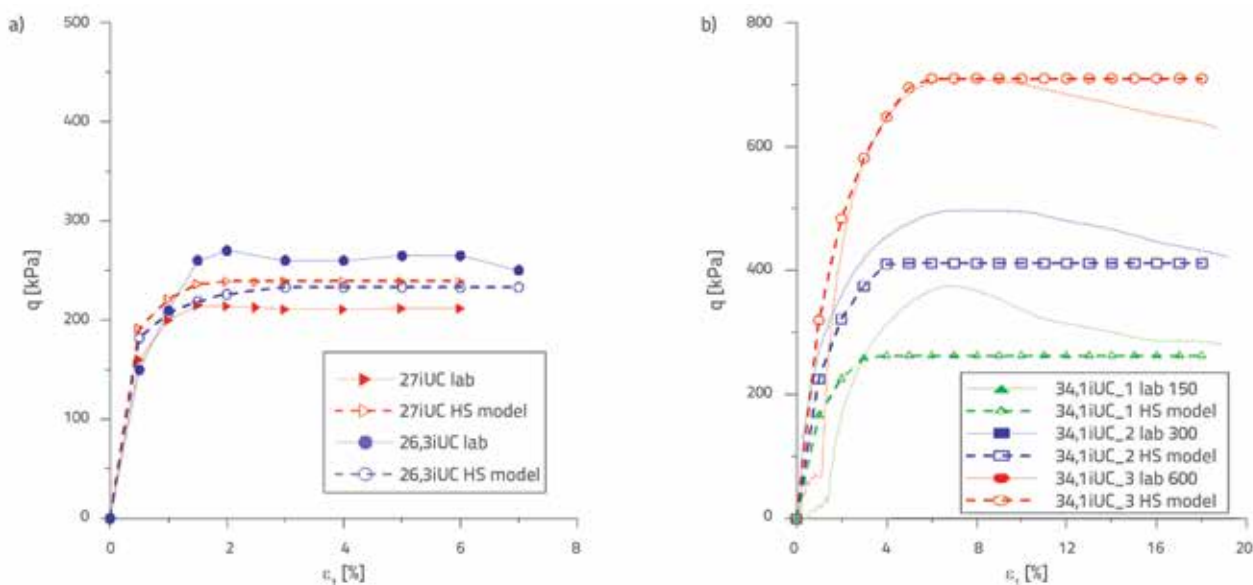 a)
500
400
300
200
100
0
q [kPa]
0 2 4 6 8
ε₁ [%]
27iUC lab
27iUC HS model
26,3iUC lab
26,3iUC HS model
b)
800
600
400
200
0
q [kPa]
0 4 8 12 16 20
ε₁ [%]
34,1iUC_1 lab 150
34,1iUC_1 HS model
34,1iUC_2 lab 300
34,1iUC_2 HS model
34,1iUC_3 lab 600
34,1iUC_3 HS model